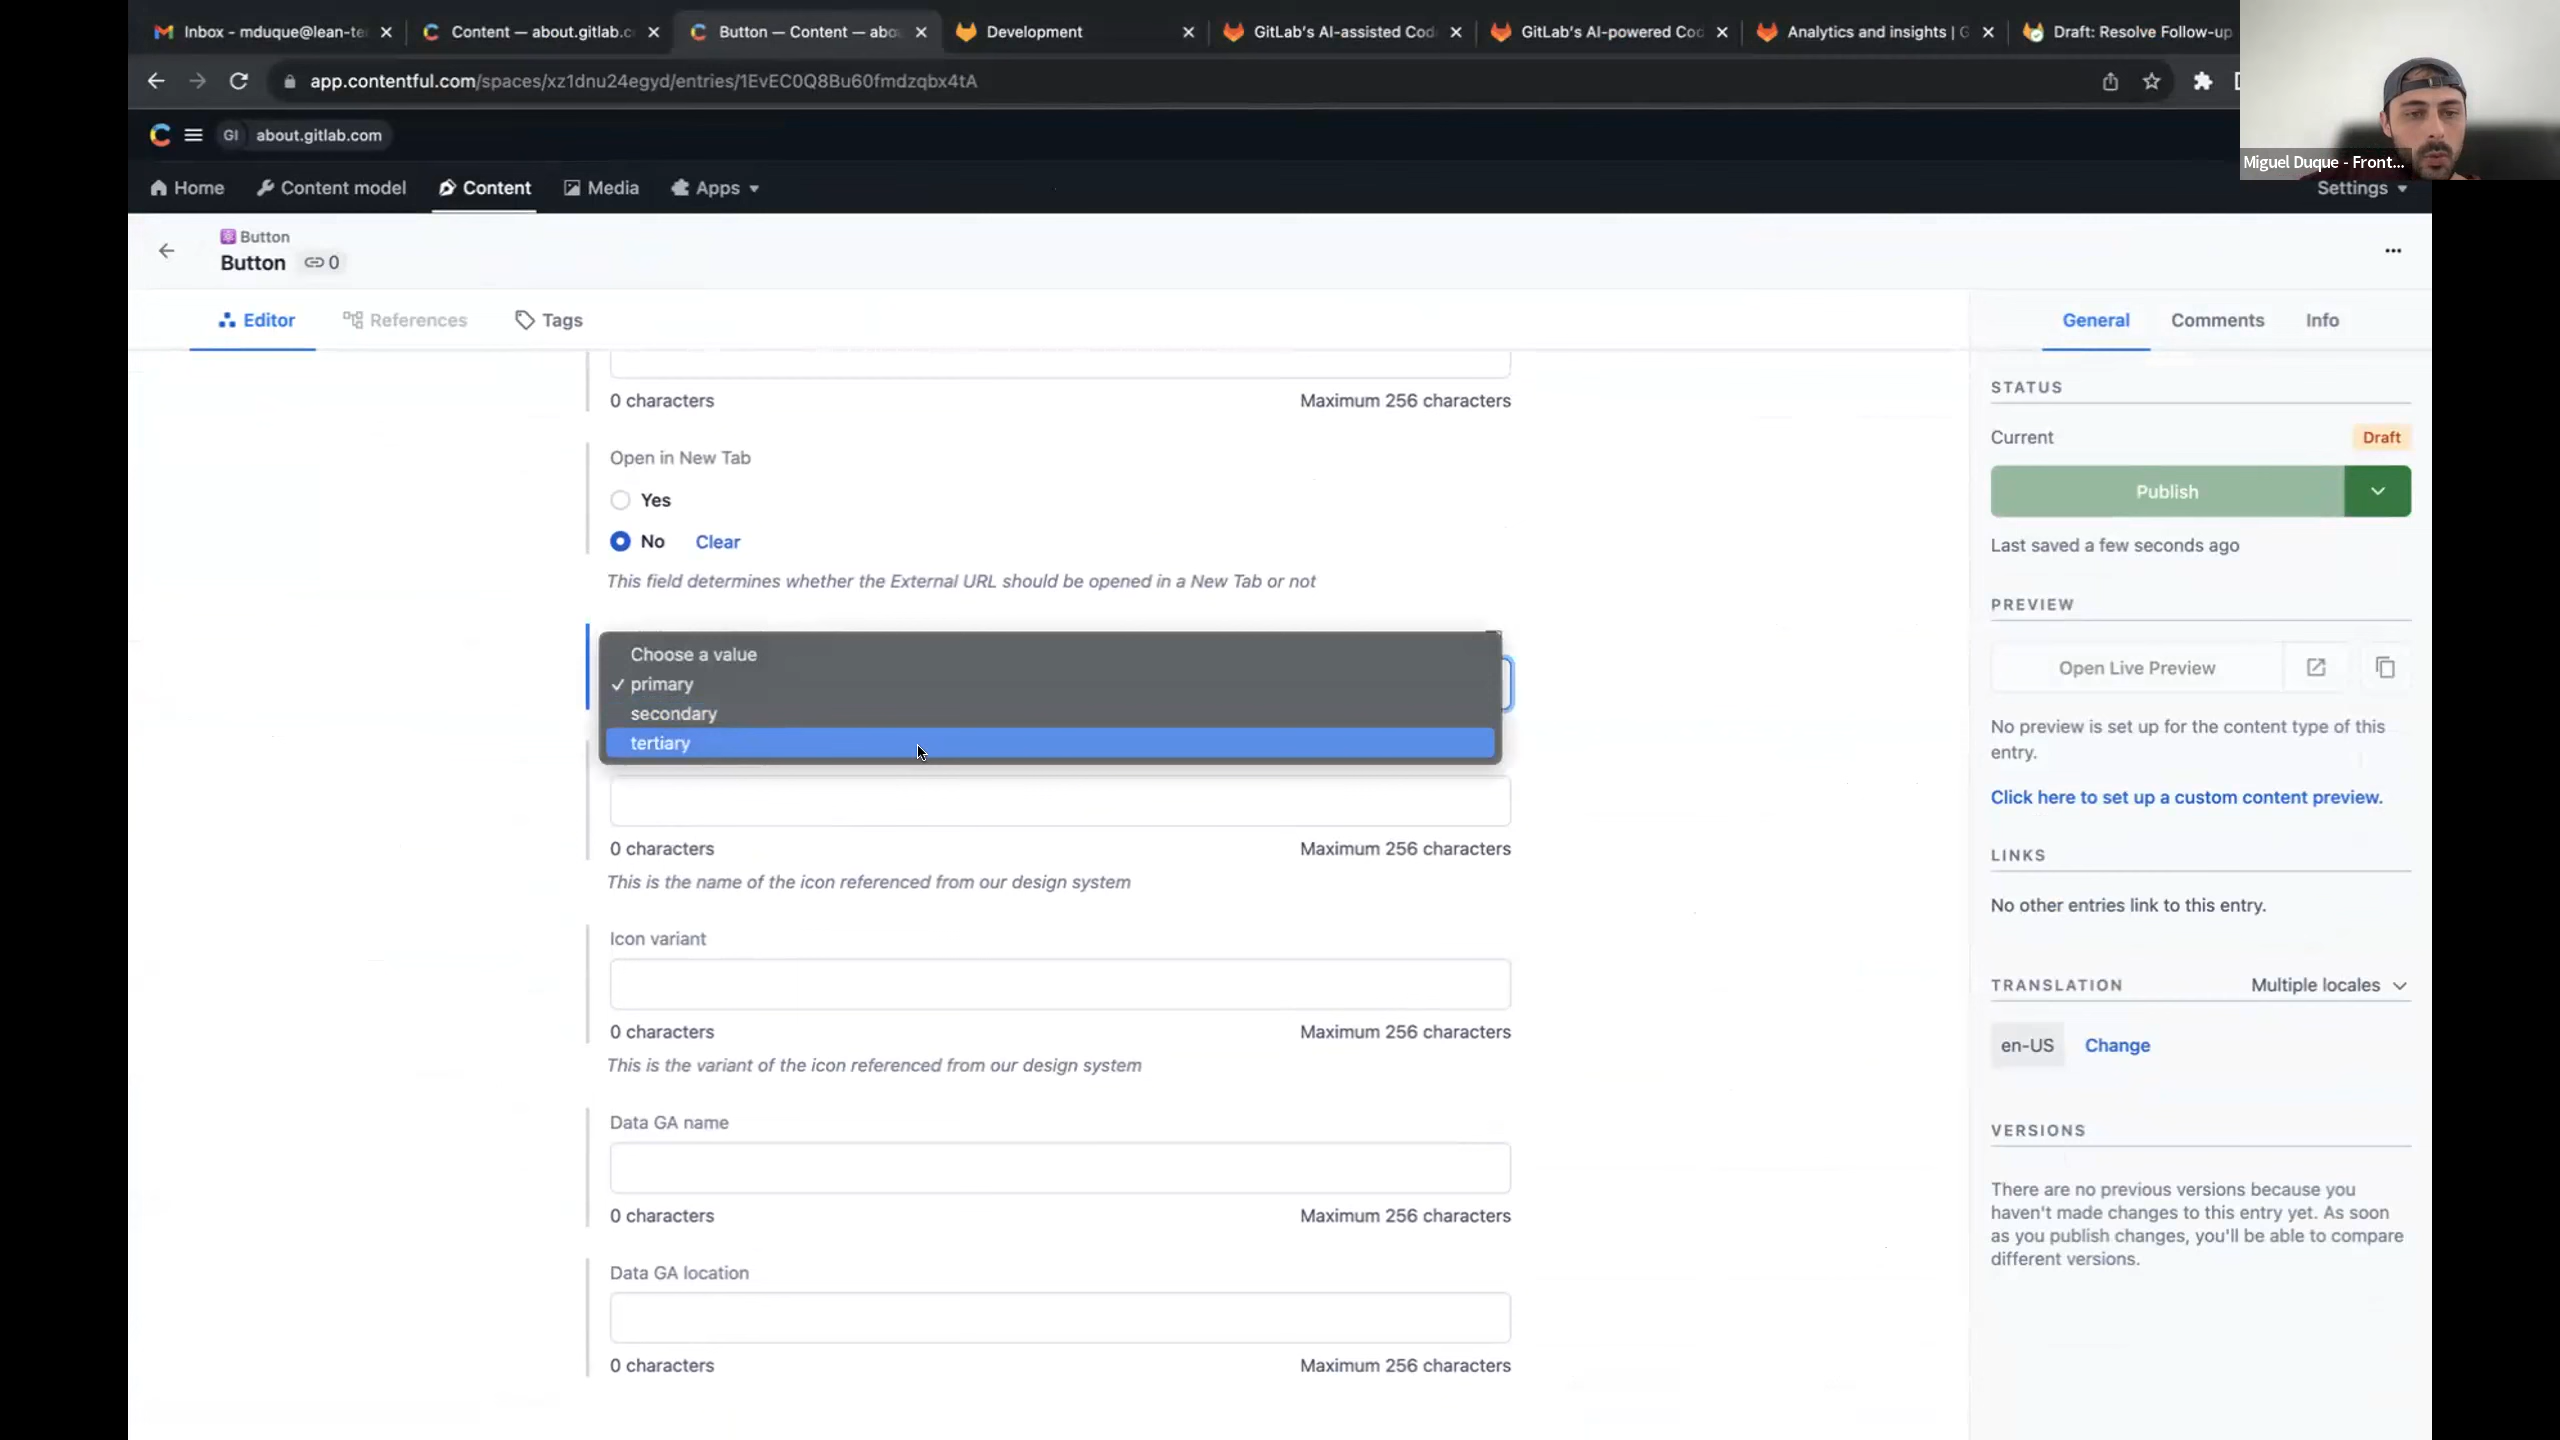 Inbox - mduque@lean-te
Content — about.gitlab.c
Button — Content — abo
Development
GitLab's AI-assisted Cod
GitLab's AI-powered Cod
Analytics and insights | G
Draft: Resolve Follow-up
app.contentful.com/spaces/xz1dnu24egyd/entries/1EvEC0Q8Bu60fmdzqbx4tA
Miguel Duque - Front...
GI about.gitlab.com
Home
Content model
Content
Media
Apps
Settings
Button
Button 0
Editor
References
Tags
General
Comments
Info
0 characters
Maximum 256 characters
Open in New Tab
Yes
No Clear
This field determines whether the External URL should be opened in a New Tab or not
Choose a value
✓ primary
secondary
tertiary
0 characters
Maximum 256 characters
This is the name of the icon referenced from our design system
Icon variant
0 characters
Maximum 256 characters
This is the variant of the icon referenced from our design system
Data GA name
0 characters
Maximum 256 characters
Data GA location
0 characters
Maximum 256 characters
STATUS
Current
Draft
Publish
Last saved a few seconds ago
PREVIEW
Open Live Preview
No preview is set up for the content type of this
entry.
Click here to set up a custom content preview.
LINKS
No other entries link to this entry.
TRANSLATION
Multiple locales
en-US
Change
VERSIONS
There are no previous versions because you
haven't made changes to this entry yet. As soon
as you publish changes, you'll be able to compare
different versions.